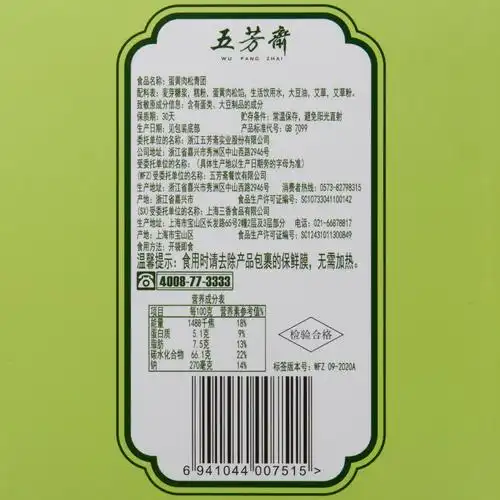 五芳斋
WU FANG ZHAI
食品名称：蛋黄肉松青团
配料表：麦芽糖浆，糕粉，蛋黄肉松馅，生活饮用水，大豆油，艾草，艾草粉。
致敏原成分信息：含有蛋类、大豆制品的成分
保质期：30天 贮存条件：常温保存，避免阳光直射
生产日期：见包装底部 产品标准代号：GB 7099
委托单位的名称：浙江五芳斋实业股份有限公司
公司地址：浙江省嘉兴市秀洲区中山西路2946号
受委托单位的名称：（具体生产地以生产日期旁的字母为准）
(WFZ)受委托单位的名称：五芳斋餐饮有限公司
生产地址：浙江省嘉兴市秀洲区中山西路2946号 消费者热线：0573-82798315
产地：浙江省嘉兴市 食品生产许可证编号：SC10733041100142
(SX)受委托单位的名称：上海三香食品有限公司
生产地址：上海市宝山区长发路65号2幢2层及3层部分 电话：021-66878817
产地：上海市宝山区 食品生产许可证编号：SC12431011300849
食用方法：开袋即食
温馨提示：食用时请去除产品包裹的保鲜膜，无需加热。
4008-77-3333
营养成分表
项目 每100克 营养素参考值%
能量 1488千焦 18%
蛋白质 5.1克 9%
脂肪 7.5克 13%
碳水化合物 66.1克 22%
钠 270毫克 14%
检验合格
标签版本号：WFZ 09-2020A
6 941044 007515 >